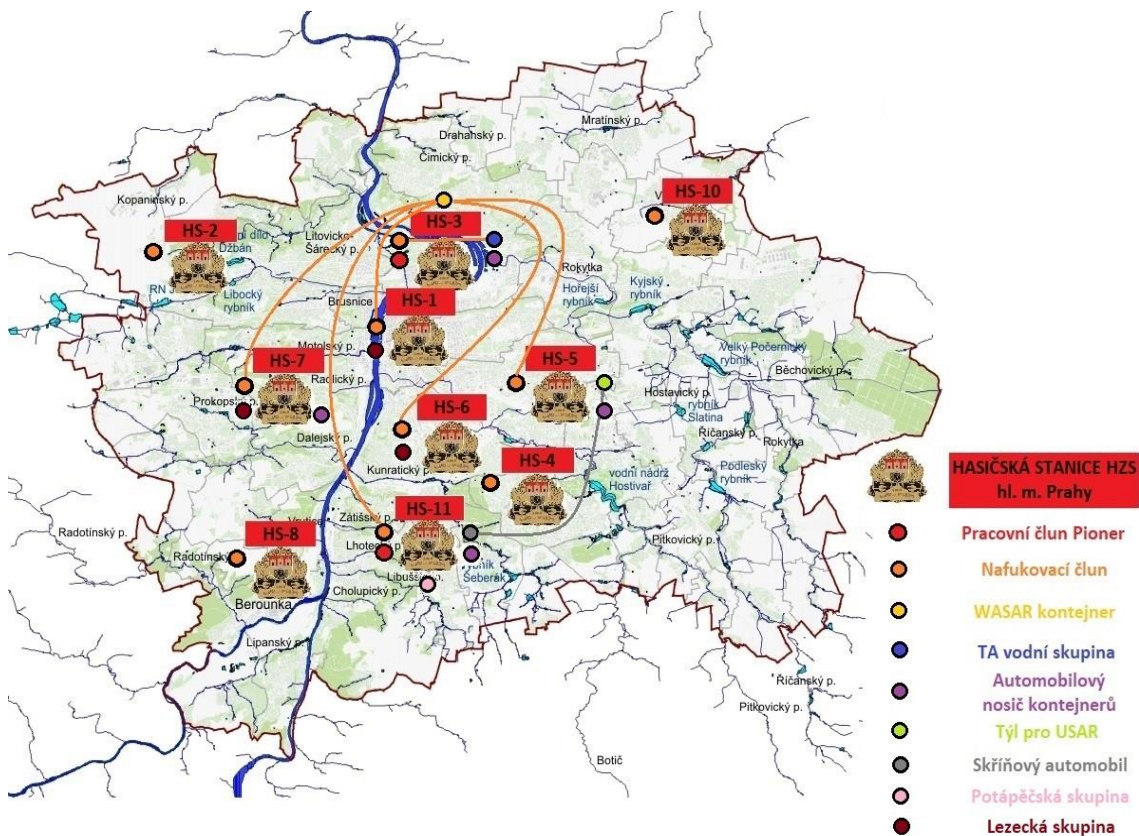 Mratínský p.
Drahanský p.
Čimický p.
Kopaninský p.
HS-10
HS-2
HS-3
Litovicko-
Šárecký p.
Džbán
Rokytka
RN
Libocký
rybník
Hořejší
rybník
Kyjský
rybník
Brusnice
HS-1
Motolský p.
Velký Počernický
rybník
HS-7
HS-5
Běchovický p.
Prokopský p.
Hostavický p.
rybník
Slatina
HS-6
Říčanský p.
Rokytka
Dalejský p.
Kunratický p.
HS-4
vodní nádrž
Hostivař
Podleský
rybník
HASIČSKÁ STANICE HZS
hl. m. Prahy
Zátišský p.
HS-11
Radotínský p.
HS-8
Pitkovický p.
Pracovní člun Pioner
Radotínský
Šeberák
Nafukovací člun
Cholupický p.
Berounka
WASAR kontejner
Lipanský p.
TA vodní skupina
Říčanský p.
Automobilový
nosič kontejnerů
Pitkovický p.
Týl pro USAR
Botič
Skříňový automobil
Potápěčská skupina
Lezecká skupina